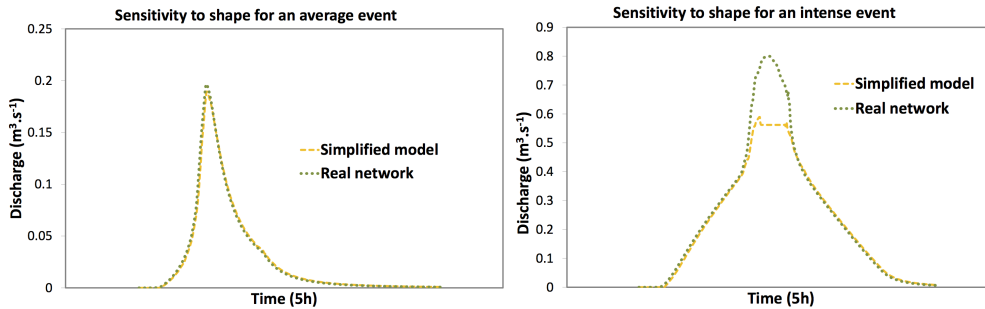 Sensitivity to shape for an average event
0.25
0.2
0.15
0.1
0.05
0
Discharge (m³.s⁻¹)
Simplified model
Real network
Time (5h)
Sensitivity to shape for an intense event
0.9
0.8
0.7
0.6
0.5
0.4
0.3
0.2
0.1
0
Discharge (m³.s⁻¹)
Simplified model
Real network
Time (5h)